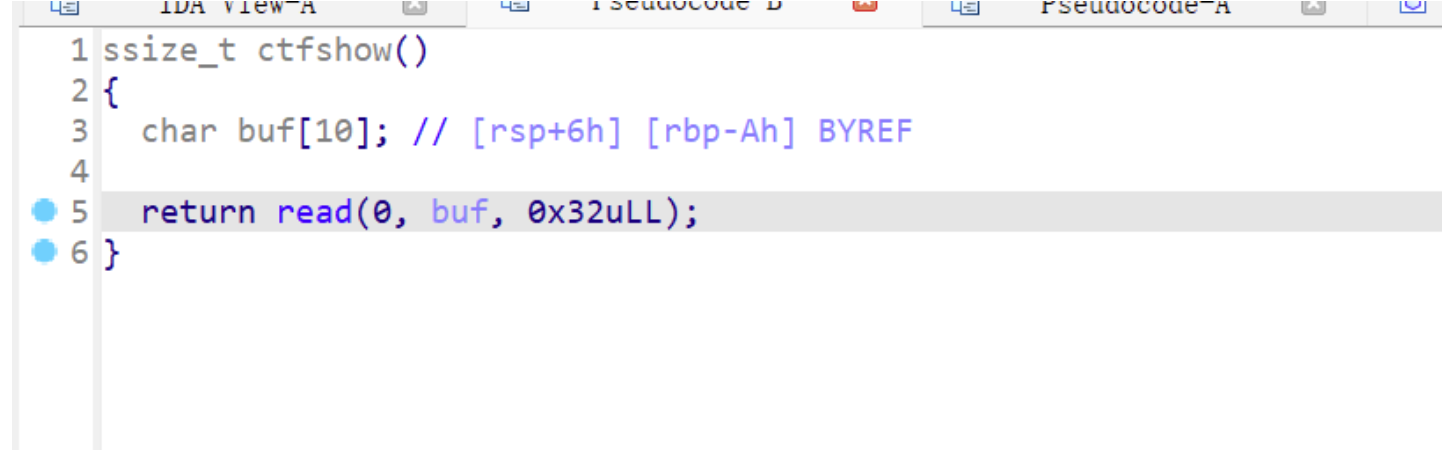 IDA View-A Pseudocode-B Pseudocode-A
1 ssize_t ctfshow()
2 {
3 char buf[10]; // [rsp+6h] [rbp-Ah] BYREF
4
5 return read(0, buf, 0x32uLL);
6 }